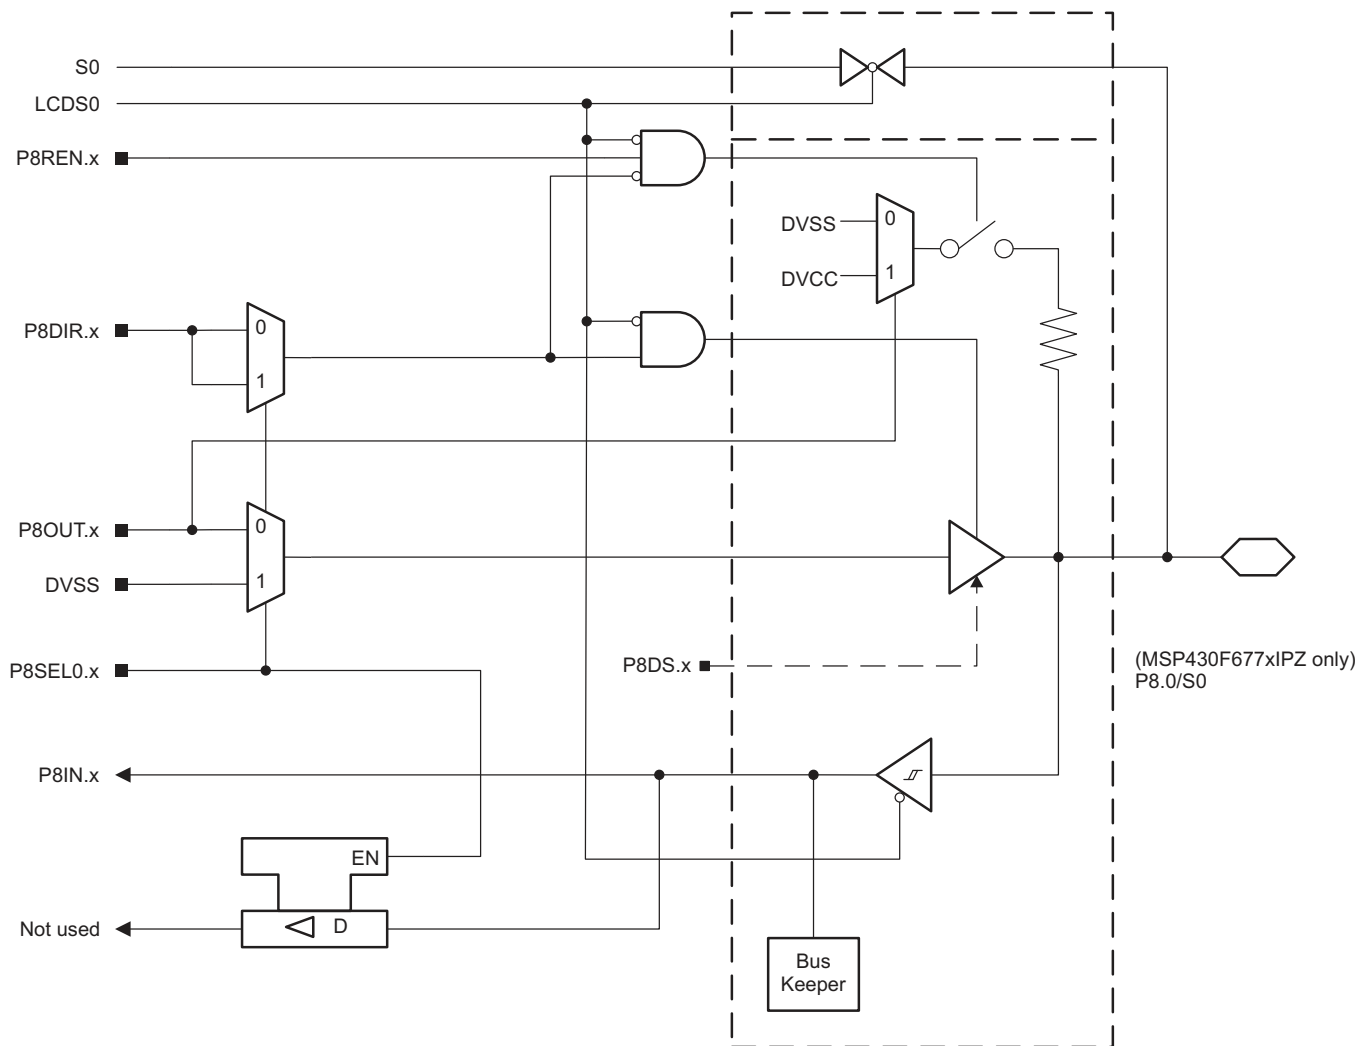 S0
LCDS0
P8REN.x
DVSS
0
DVCC
1
P8DIR.x
0
1
P8OUT.x
0
DVSS
1
P8SEL0.x
P8DS.x
(MSP430F677xIPZ only)
P8.0/S0
P8IN.x
EN
Not used
D
Bus
Keeper